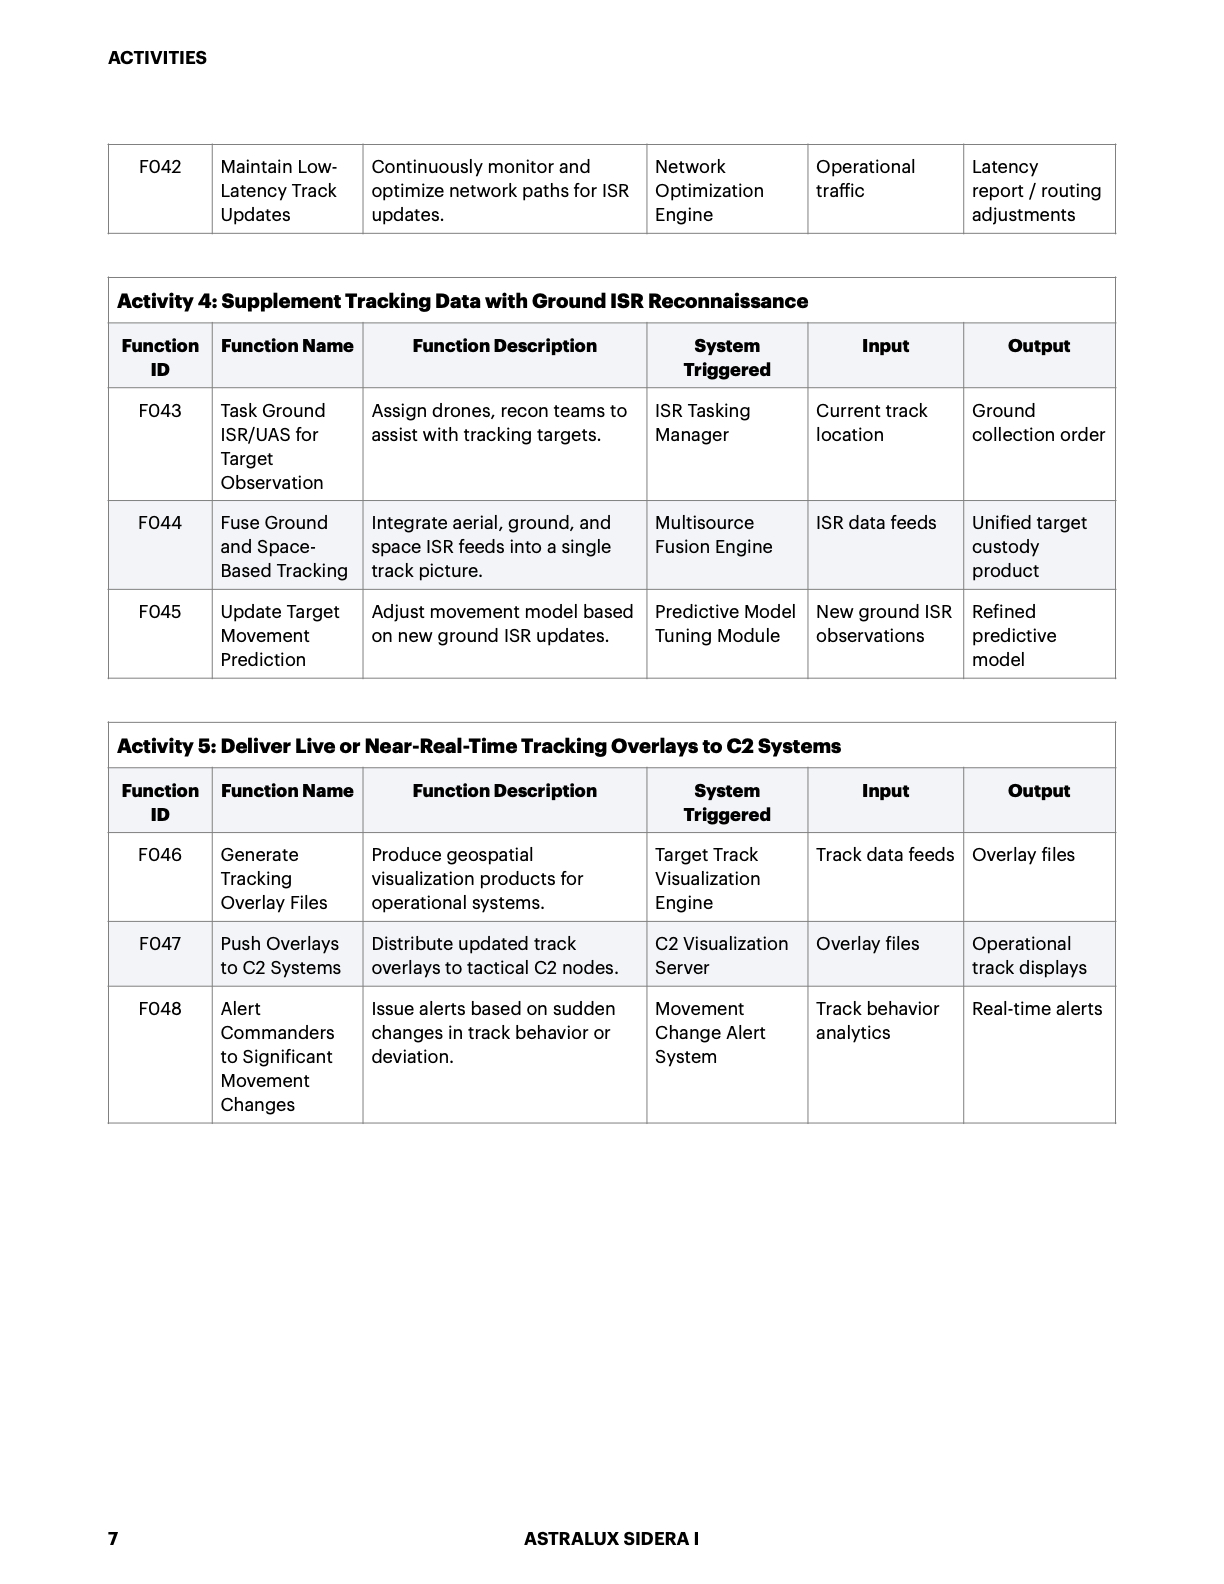 ACTIVITIES
F042
Maintain Low-
Latency Track
Updates
Continuously monitor and
optimize network paths for ISR
updates.
Network
Optimization
Engine
Operational
traffic
Latency
report / routing
adjustments
Activity 4: Supplement Tracking Data with Ground ISR Reconnaissance
Function
ID
Function Name
Function Description
System
Triggered
Input
Output
F043
Task Ground
ISR/UAS for
Target
Observation
Assign drones, recon teams to
assist with tracking targets.
ISR Tasking
Manager
Current track
location
Ground
collection order
F044
Fuse Ground
and Space-
Based Tracking
Integrate aerial, ground, and
space ISR feeds into a single
track picture.
Multisource
Fusion Engine
ISR data feeds
Unified target
custody
product
F045
Update Target
Movement
Prediction
Adjust movement model based
on new ground ISR updates.
Predictive Model
Tuning Module
New ground ISR
observations
Refined
predictive
model
Activity 5: Deliver Live or Near-Real-Time Tracking Overlays to C2 Systems
Function
ID
Function Name
Function Description
System
Triggered
Input
Output
F046
Generate
Tracking
Overlay Files
Produce geospatial
visualization products for
operational systems.
Target Track
Visualization
Engine
Track data feeds
Overlay files
F047
Push Overlays
to C2 Systems
Distribute updated track
overlays to tactical C2 nodes.
C2 Visualization
Server
Overlay files
Operational
track displays
F048
Alert
Commanders
to Significant
Movement
Changes
Issue alerts based on sudden
changes in track behavior or
deviation.
Movement
Change Alert
System
Track behavior
analytics
Real-time alerts
7
ASTRALUX SIDERA I